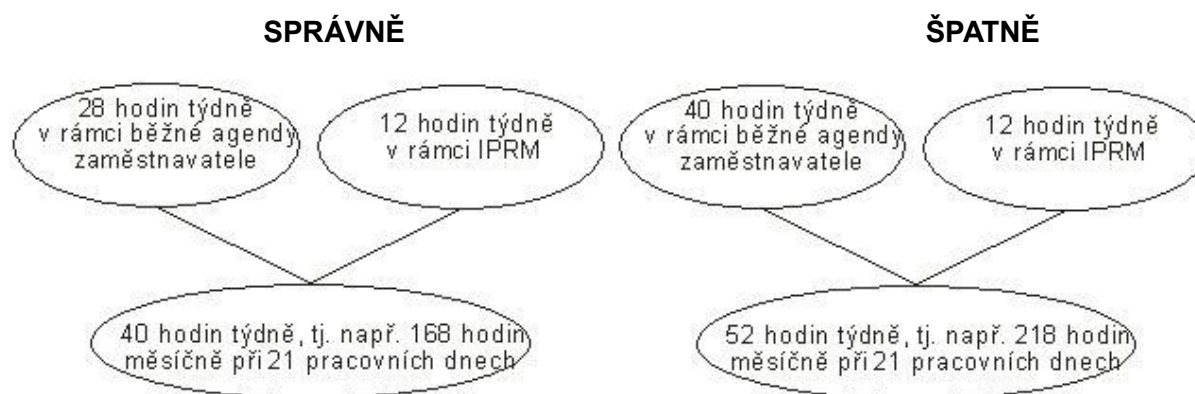 SPRÁVNĚ
28 hodin týdně
v rámci běžné agendy
zaměstnavatele
12 hodin týdně
v rámci IPRM
40 hodin týdně, tj. např. 168 hodin
měsíčně při 21 pracovních dnech
ŠPATNĚ
40 hodin týdně
v rámci běžné agendy
zaměstnavatele
12 hodin týdně
v rámci IPRM
52 hodin týdně, tj. např. 218 hodin
měsíčně při 21 pracovních dnech